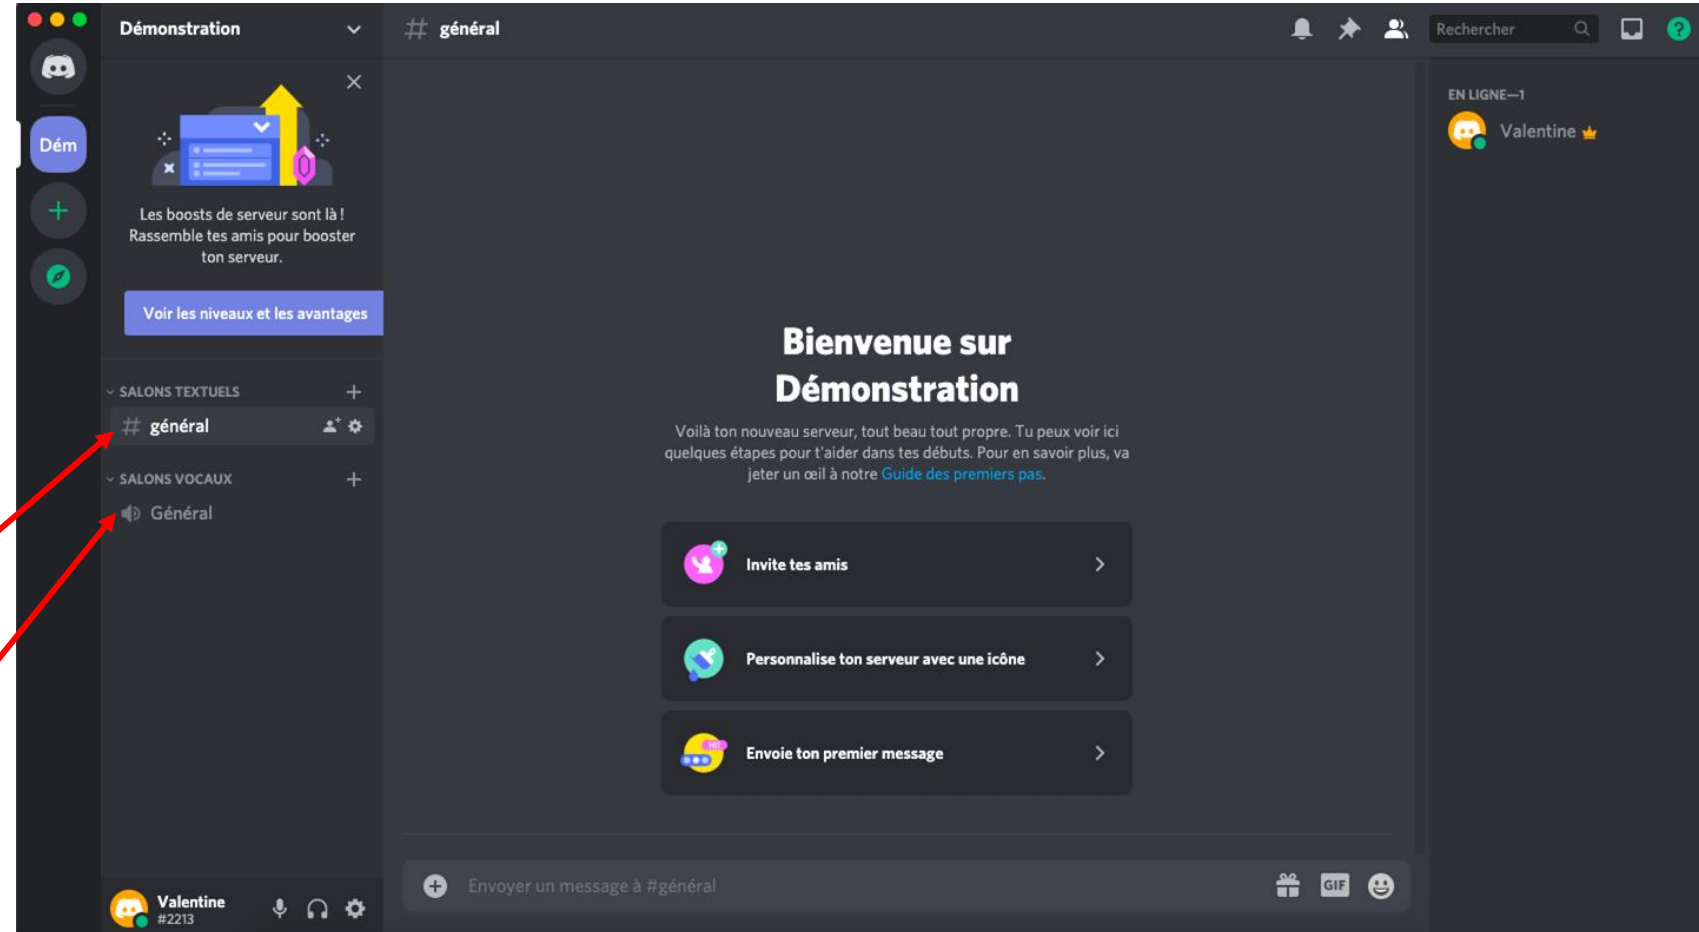 Démonstration
général
Rechercher
Dém
EN LIGNE—1
Valentine
Les boosts de serveur sont là !
Rassemble tes amis pour booster
ton serveur.
Voir les niveaux et les avantages
SALONS TEXTUELS
général
SALONS VOCAUX
Général
Bienvenue sur
Démonstration
Voilà ton nouveau serveur, tout beau tout propre. Tu peux voir ici
quelques étapes pour t'aider dans tes débuts. Pour en savoir plus, va
jeter un œil à notre Guide des premiers pas.
Invite tes amis
Personnalise ton serveur avec une icône
Envoie ton premier message
Envoyer un message à #général
GIF
Valentine
#2213